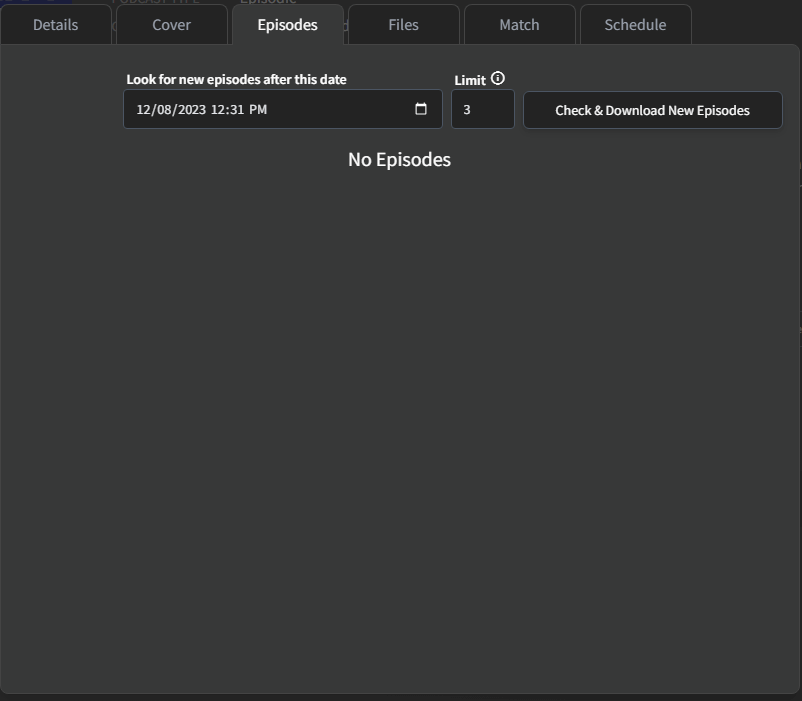 Details Cover Episodes Files Match Schedule
Look for new episodes after this date Limit
12/08/2023 12:31 PM 3 Check & Download New Episodes
No Episodes